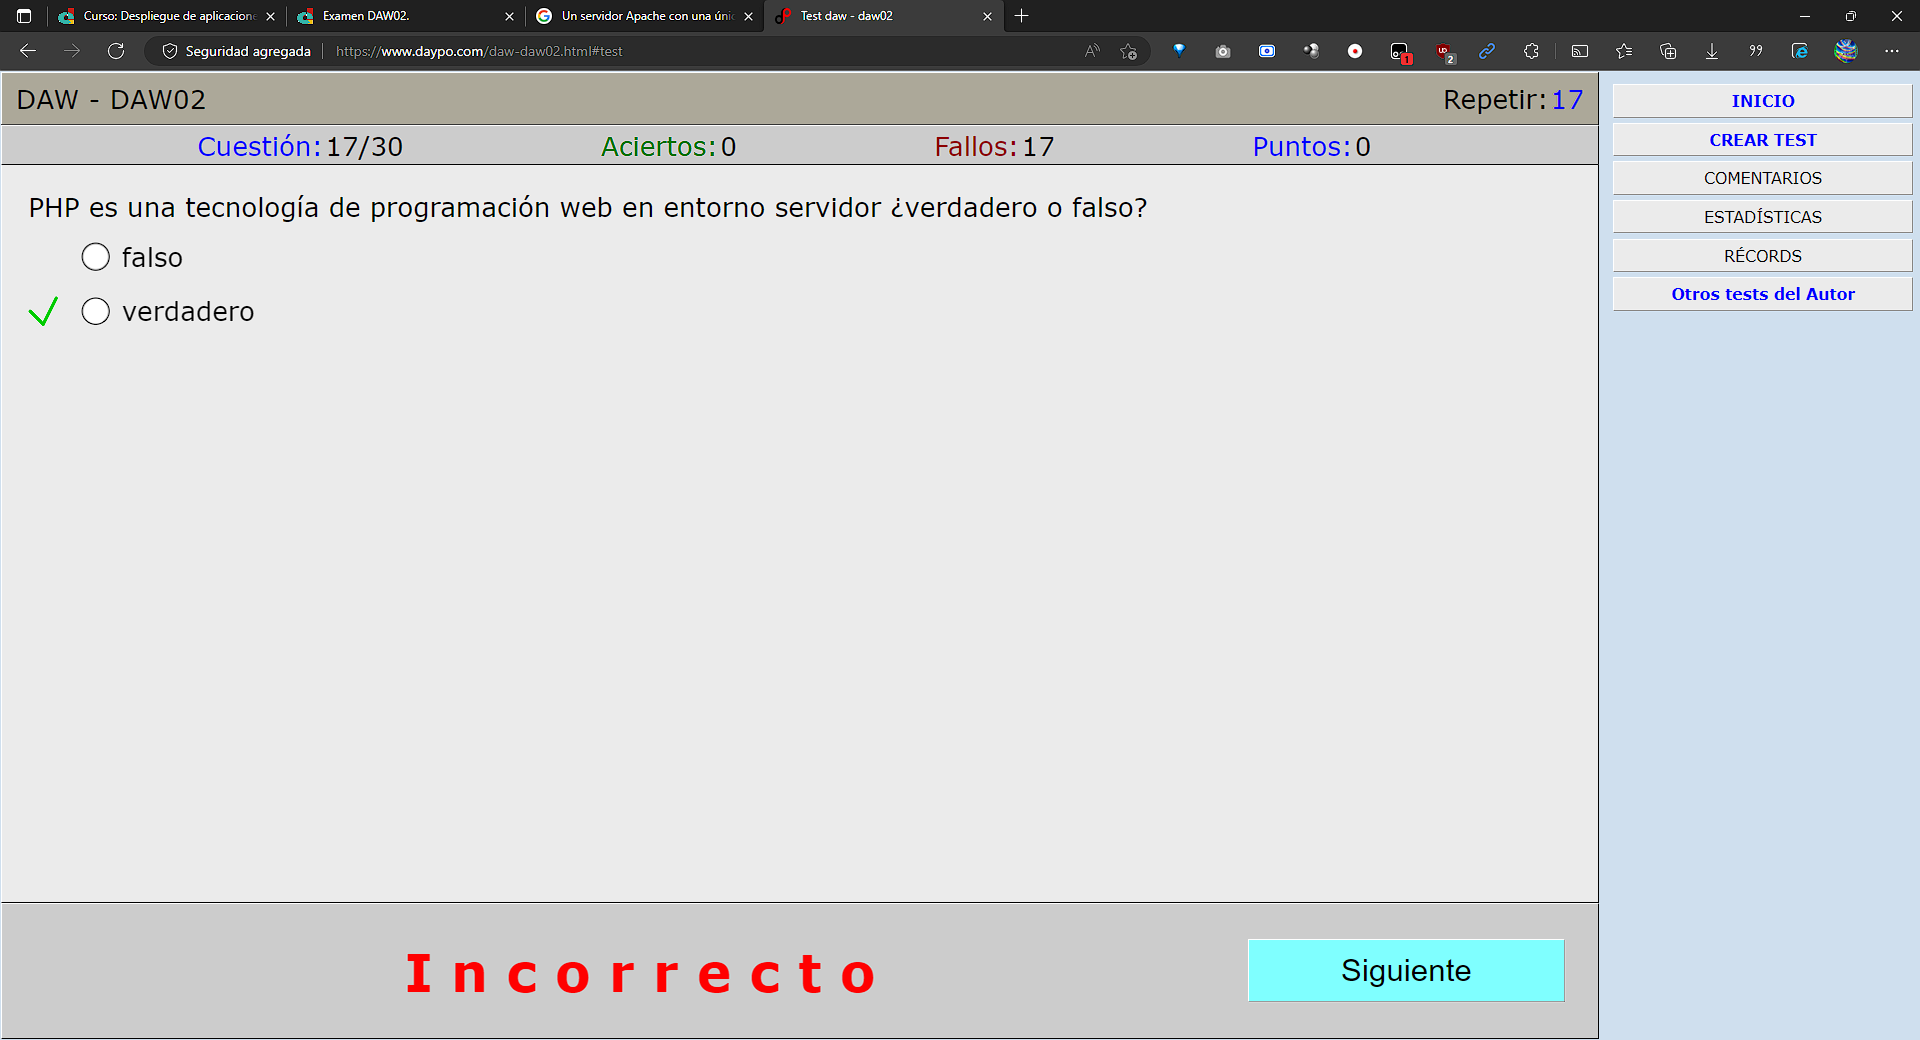 Curso: Despliegue de aplicacione
Examen DAW02.
Un servidor Apache con una únic
Test daw - daw02
Seguridad agregada
https://www.daypo.com/daw-daw02.html#test
1
2
DAW - DAW02
Repetir: 17
Cuestión: 17/30
Aciertos: 0
Fallos: 17
Puntos: 0
PHP es una tecnología de programación web en entorno servidor ¿verdadero o falso?
falso
verdadero
Incorrecto
Siguiente
INICIO
CREAR TEST
COMENTARIOS
ESTADÍSTICAS
RÉCORDS
Otros tests del Autor